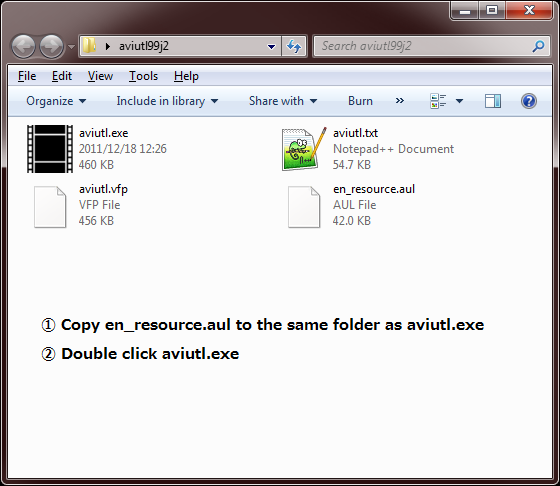 aviutl99j2
Search aviutl99j2
File Edit View Tools Help
Organize Include in library Share with Burn »
aviutl.exe
2011/12/18 12:26
460 KB
aviutl.txt
Notepad++ Document
54.7 KB
aviutl.vfp
VFP File
456 KB
en_resource.aul
AUL File
42.0 KB
① Copy en_resource.aul to the same folder as aviutl.exe
② Double click aviutl.exe